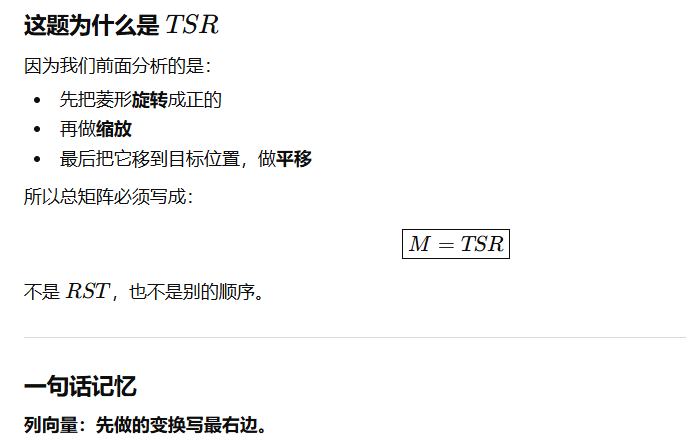 这题为什么是 TSR
因为我们前面分析的是：
• 先把菱形旋转成正的
• 再做缩放
• 最后把它移到目标位置，做平移
所以总矩阵必须写成：
M = TSR
不是 RST，也不是别的顺序。
一句话记忆
列向量：先做的变换写最右边。